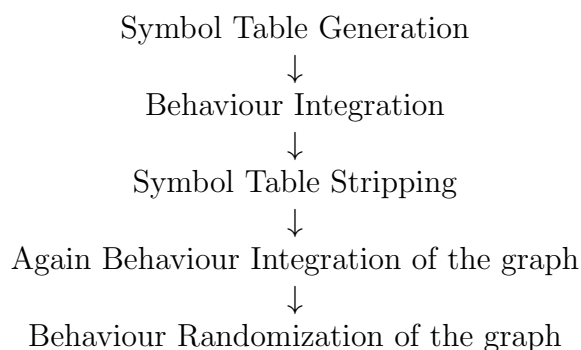 Symbol Table Generation
↓
Behaviour Integration
↓
Symbol Table Stripping
↓
Again Behaviour Integration of the graph
↓
Behaviour Randomization of the graph